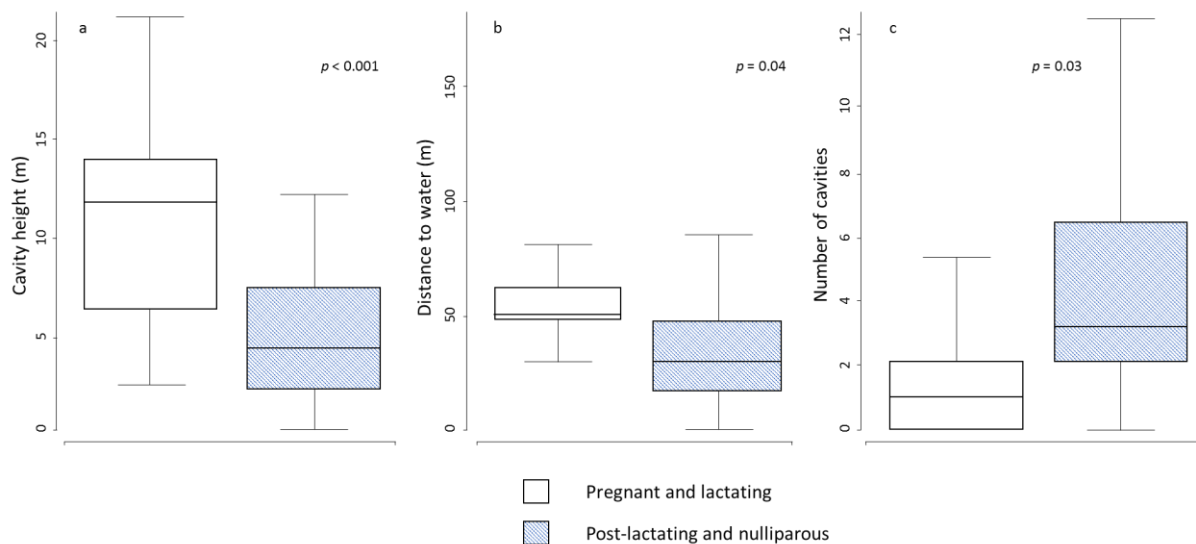 a
p < 0.001
Cavity height (m)
20
15
10
5
0
b
p = 0.04
Distance to water (m)
150
100
50
0
c
p = 0.03
Number of cavities
12
10
8
6
4
2
0
Pregnant and lactating
Post-lactating and nulliparous